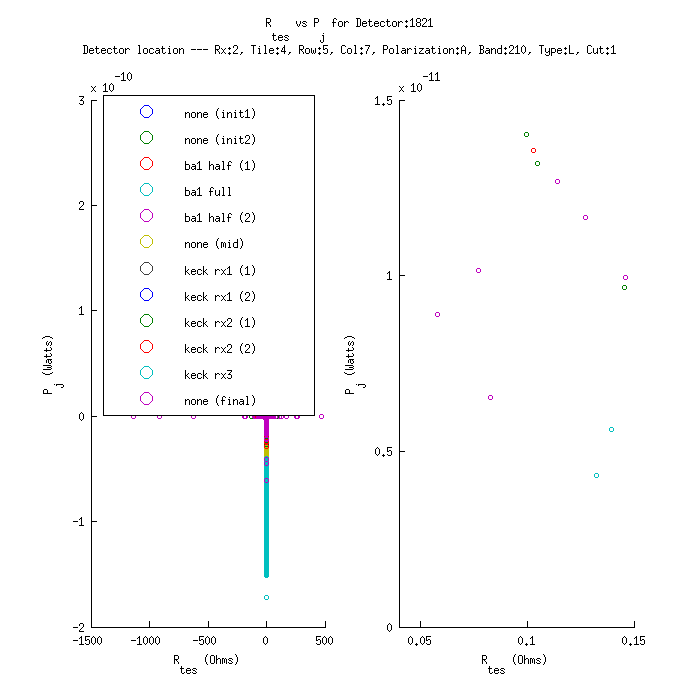 R    vs P  for Detector:1821
tes     j
Detector location --- Rx:2, Tile:4, Row:5, Col:7, Polarization:A, Band:210, Type:L, Cut:1
x 10^-10
3
2
1
0
-1
-2
P_j (Watts)
none (init1)
none (init2)
ba1 half (1)
ba1 full
ba1 half (2)
none (mid)
keck rx1 (1)
keck rx1 (2)
keck rx2 (1)
keck rx2 (2)
keck rx3
none (final)
-1500 -1000 -500 0 500
R_tes (Ohms)
x 10^-11
1.5
1
0.5
0
P_j (Watts)
0.05 0.1 0.15
R_tes (Ohms)